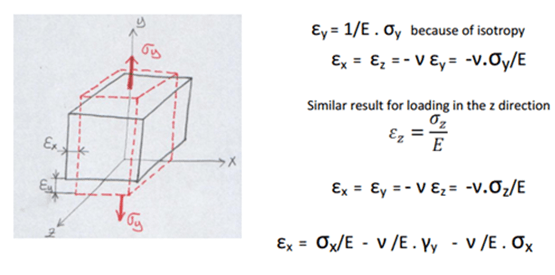 y
σy
εx
x
εy
z
σy
εy = 1/E . σy because of isotropy
εx = εz = - ν εy = -ν.σy/E
Similar result for loading in the z direction
εz = σz/E
εx = εy = - ν εz = -ν.σz/E
εx = σx/E - ν/E . γy - ν/E . σx